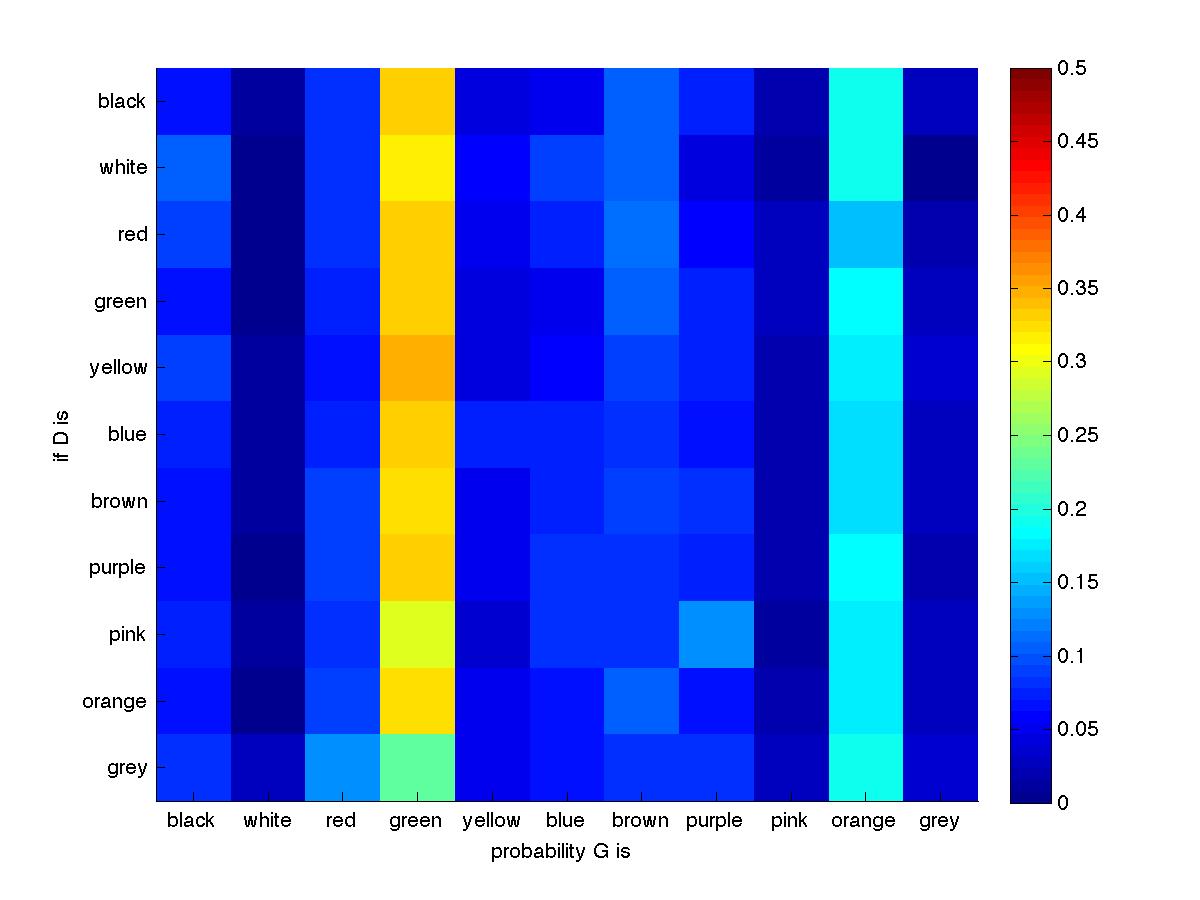 black
white
red
green
yellow
blue
brown
purple
pink
orange
grey
if D is
black white red green yellow blue brown purple pink orange grey
probability G is
0.5
0.45
0.4
0.35
0.3
0.25
0.2
0.15
0.1
0.05
0